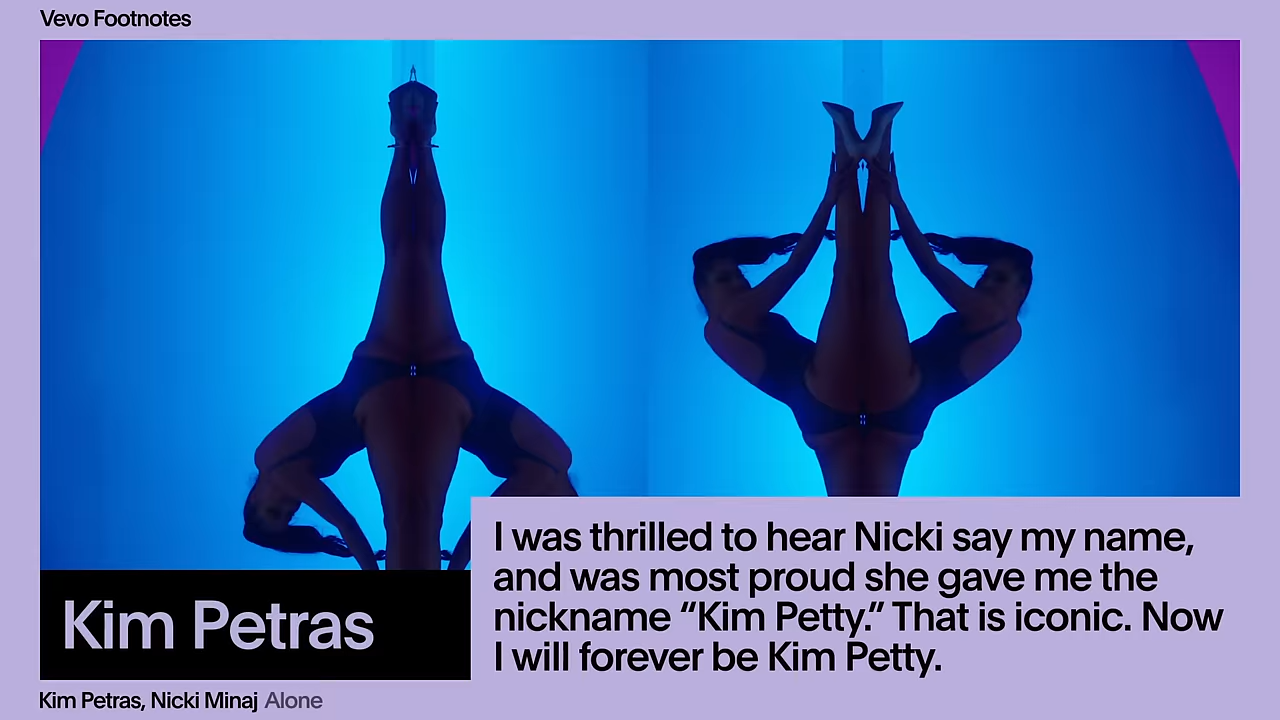 Vevo Footnotes
Kim Petras
I was thrilled to hear Nicki say my name,
and was most proud she gave me the
nickname “Kim Petty.” That is iconic. Now
I will forever be Kim Petty.
Kim Petras, Nicki Minaj Alone